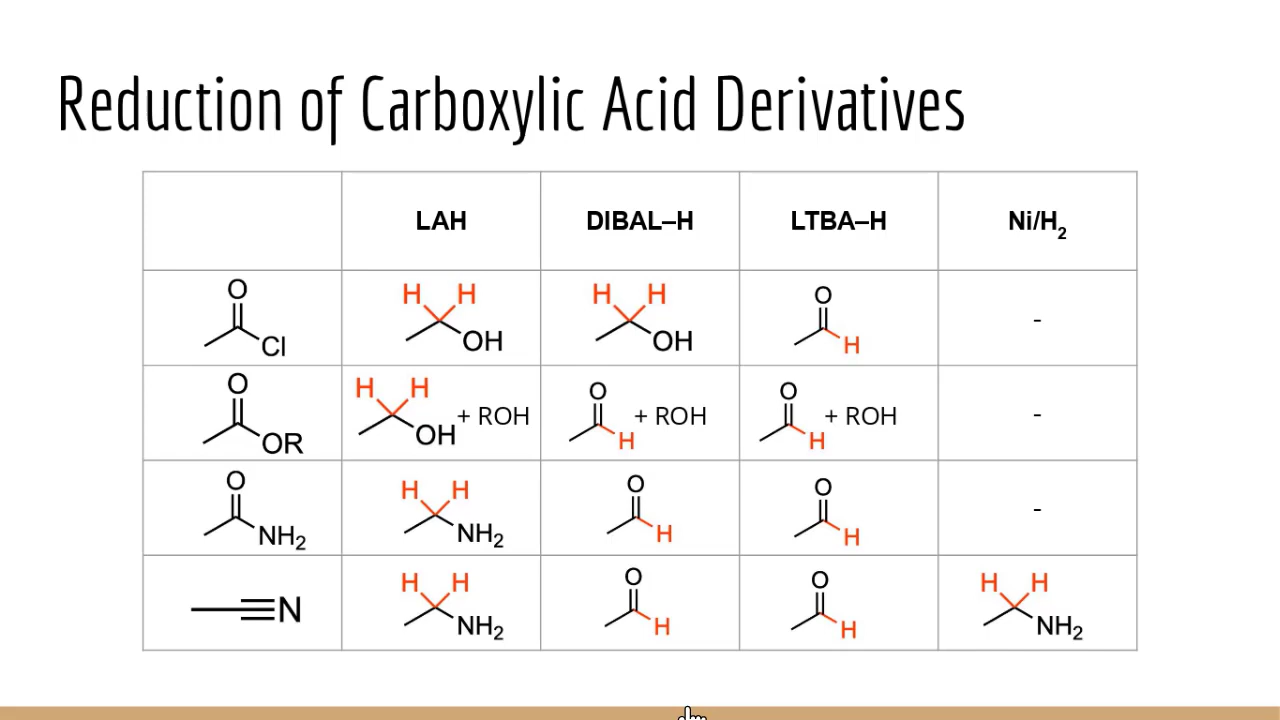 Reduction of Carboxylic Acid Derivatives
LAH DIBAL–H LTBA–H Ni/H₂
O Cl H H OH H H OH O H -
O OR H H OH + ROH O H + ROH O H + ROH -
O NH₂ H H NH₂ O H O H -
N H H NH₂ O H O H H H NH₂